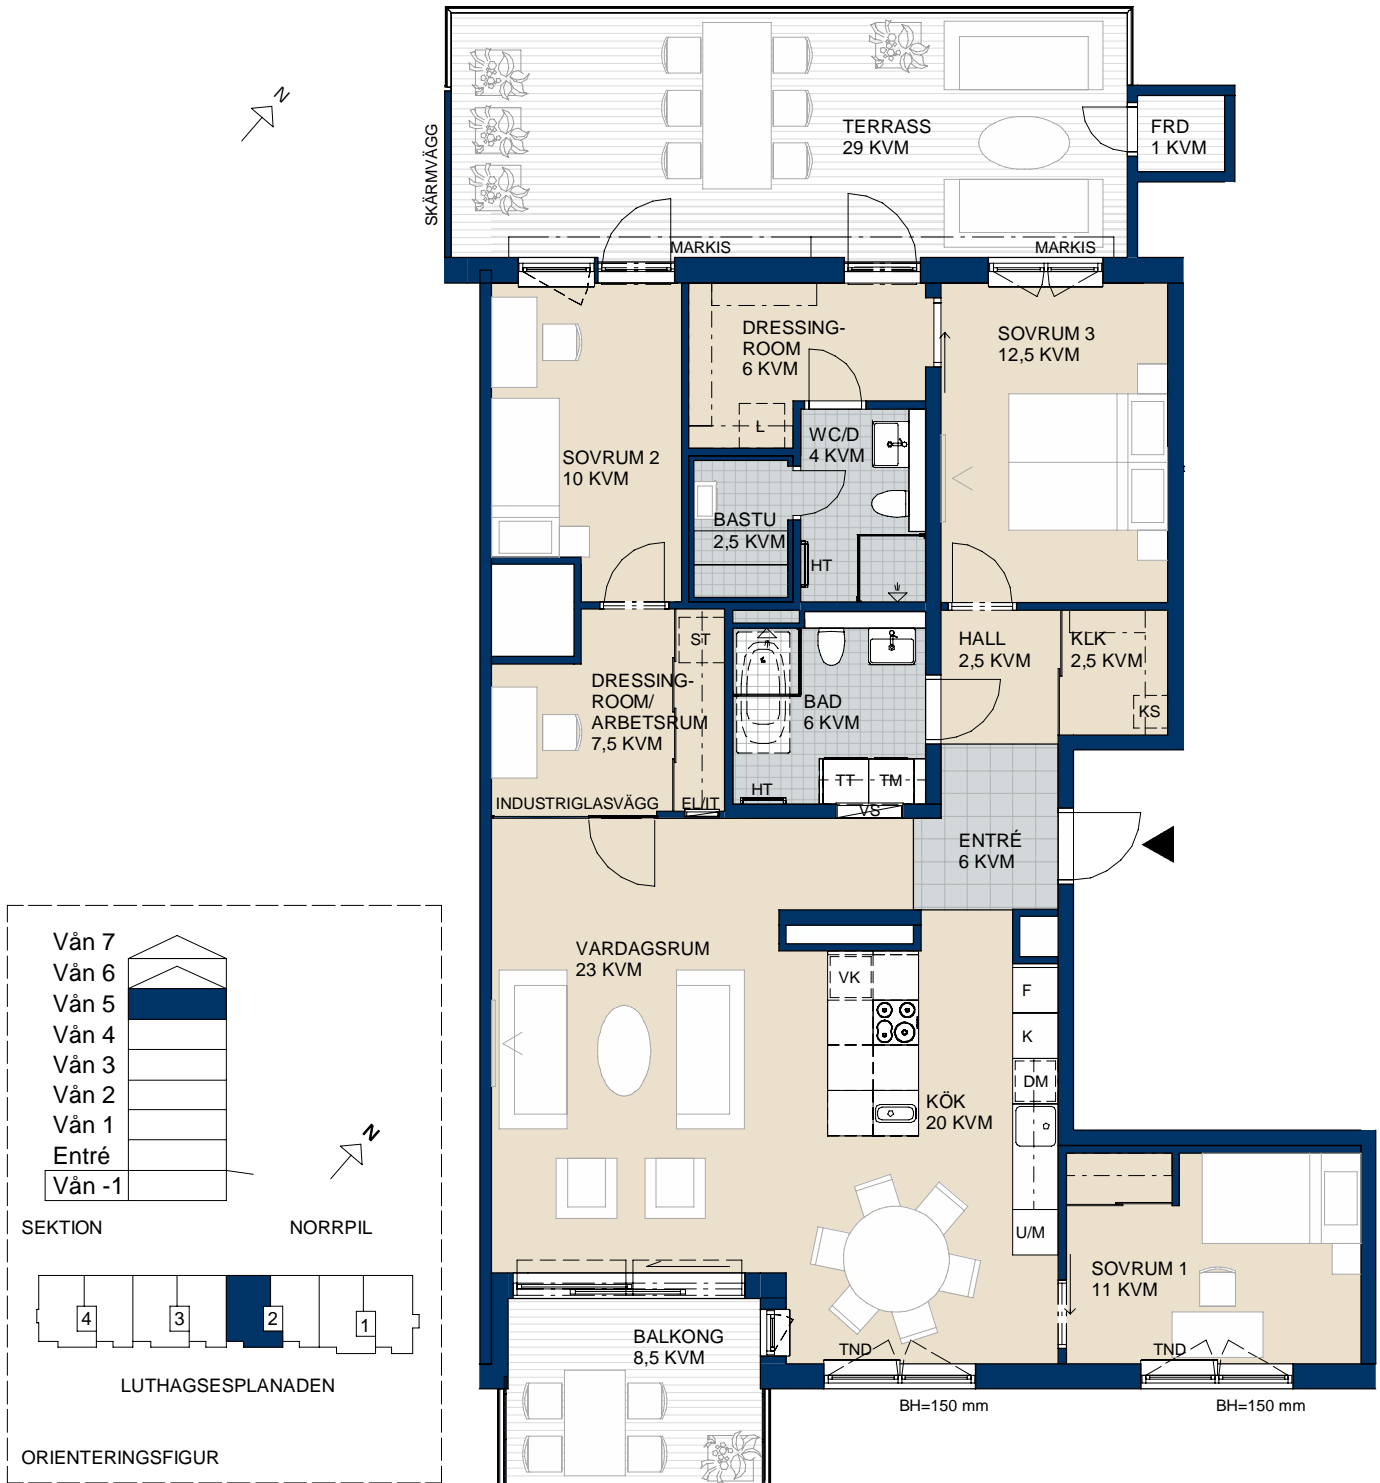 N
SKÄRMVÄGG
TERRASS
29 KVM
FRD
1 KVM
MARKIS
MARKIS
DRESSING-
ROOM
6 KVM
SOVRUM 3
12,5 KVM
L
WC/D
4 KVM
SOVRUM 2
10 KVM
BASTU
2,5 KVM
HT
ST
HALL
2,5 KVM
KLK
2,5 KVM
KS
DRESSING-
ROOM/
ARBETSRUM
7,5 KVM
BAD
6 KVM
HT
TT
TM
VS
INDUSTRIGLASVÄGG
EL/IT
ENTRÉ
6 KVM
VARDAGSRUM
23 KVM
VK
F
K
DM
KÖK
20 KVM
U/M
SOVRUM 1
11 KVM
BALKONG
8,5 KVM
TND
TND
BH=150 mm
BH=150 mm
Vån 7
Vån 6
Vån 5
Vån 4
Vån 3
Vån 2
Vån 1
Entré
Vån -1
N
SEKTION
NORRPIL
4
3
2
1
LUTHAGSESPLANADEN
ORIENTERINGSFIGUR